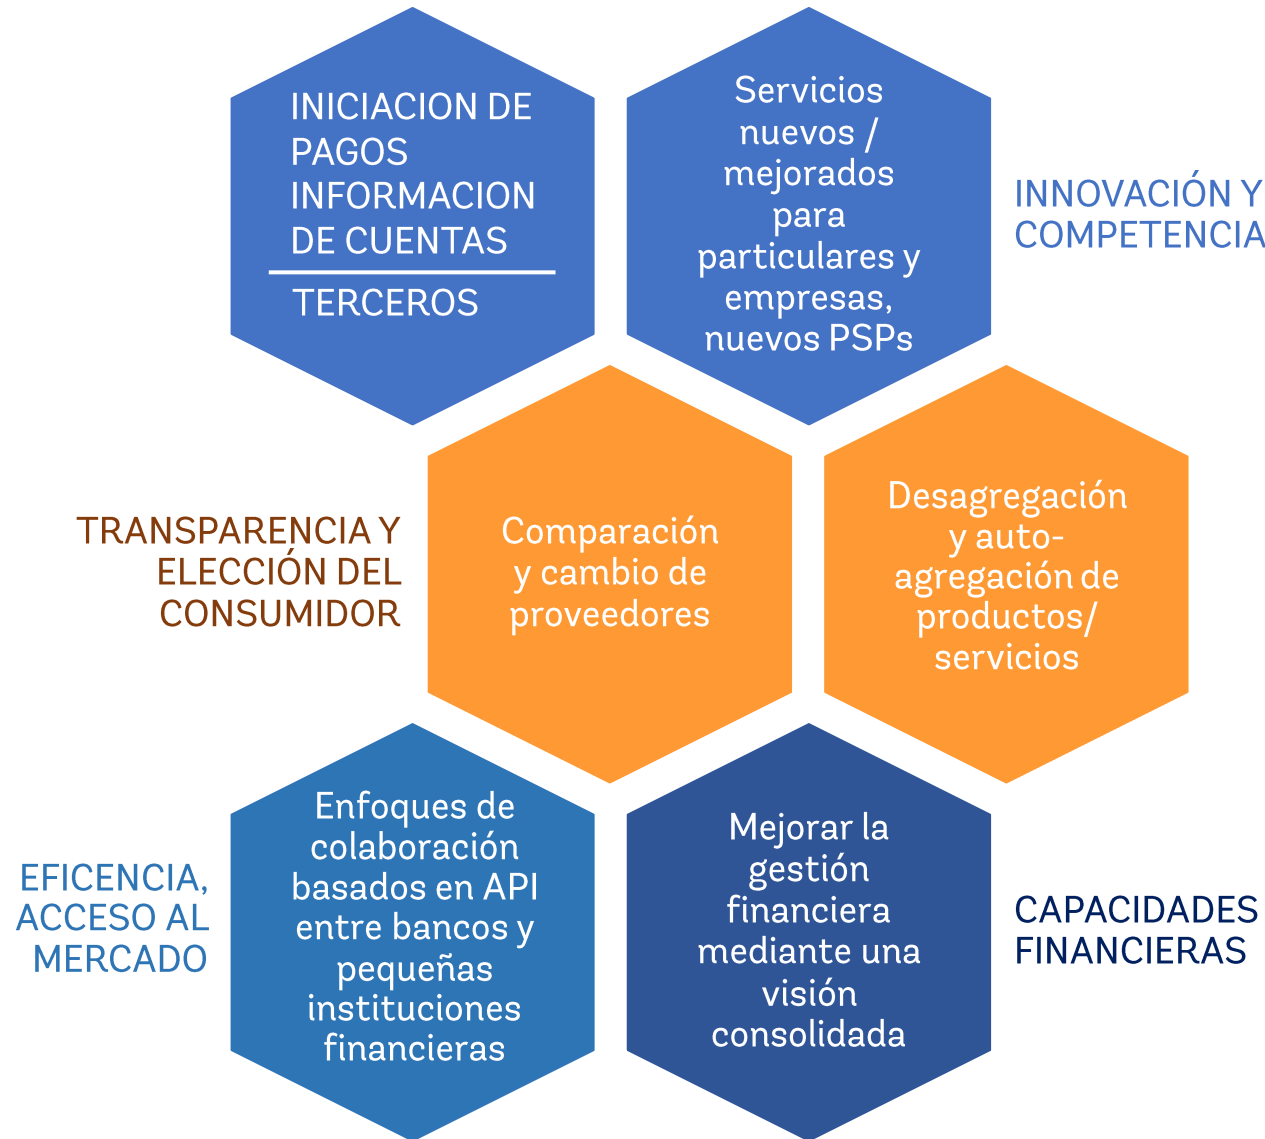 INICIACION DE
PAGOS
INFORMACION
DE CUENTAS
TERCEROS
Servicios
nuevos /
mejorados
para
particulares y
empresas,
nuevos PSPs
INNOVACIÓN Y
COMPETENCIA
TRANSPARENCIA Y
ELECCIÓN DEL
CONSUMIDOR
Comparación
y cambio de
proveedores
Desagregación
y auto-
agregación de
productos/
servicios
EFICENCIA,
ACCESO AL
MERCADO
Enfoques de
colaboración
basados en API
entre bancos y
pequeñas
instituciones
financieras
Mejorar la
gestión
financiera
mediante una
visión
consolidada
CAPACIDADES
FINANCIERAS